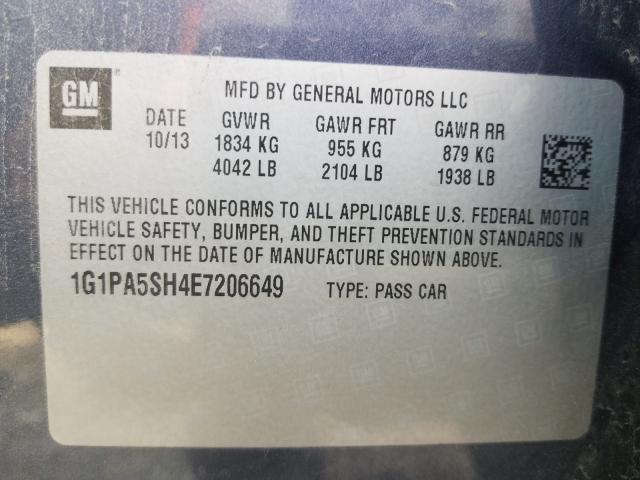 GM
MFD BY GENERAL MOTORS LLC
DATE GVWR GAWR FRT GAWR RR
10/13 1834 KG 955 KG 879 KG
4042 LB 2104 LB 1938 LB
THIS VEHICLE CONFORMS TO ALL APPLICABLE U.S. FEDERAL MOTOR
VEHICLE SAFETY, BUMPER, AND THEFT PREVENTION STANDARDS IN
EFFECT ON THE DATE OF MANUFACTURE SHOWN ABOVE.
1G1PA5SH4E7206649 TYPE: PASS CAR